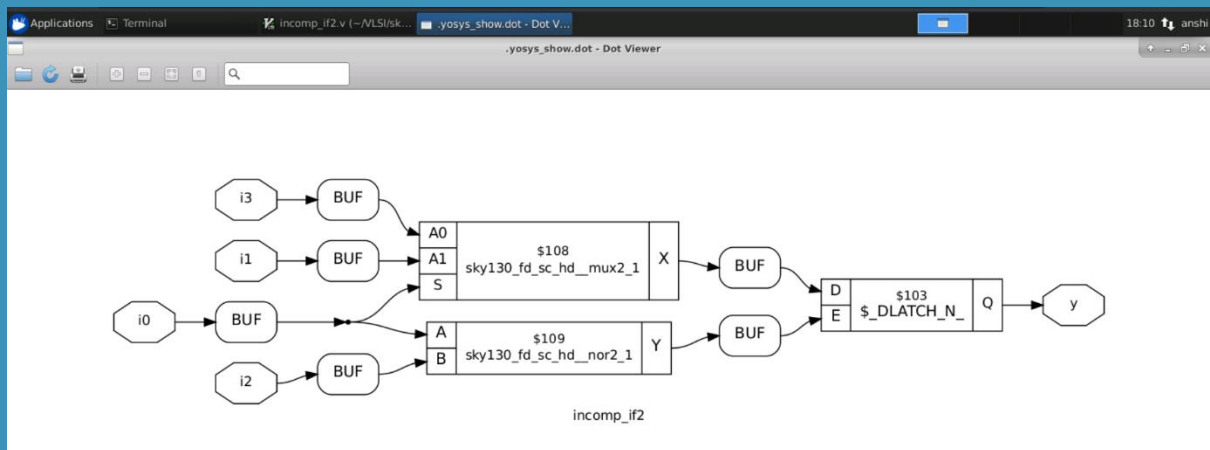 Applications Terminal incomp_if2.v (~/VLSI/sk... .yosys_show.dot - Dot V... 18:10 anshi
.yosys_show.dot - Dot Viewer
i3 BUF
A0
$108
sky130_fd_sc_hd__mux2_1
X
i1 BUF A1
BUF
S
D
$103
$_DLATCH_N_
Q
y
E
i0 BUF
A
$109
sky130_fd_sc_hd__nor2_1
Y
BUF
B
i2 BUF
incomp_if2